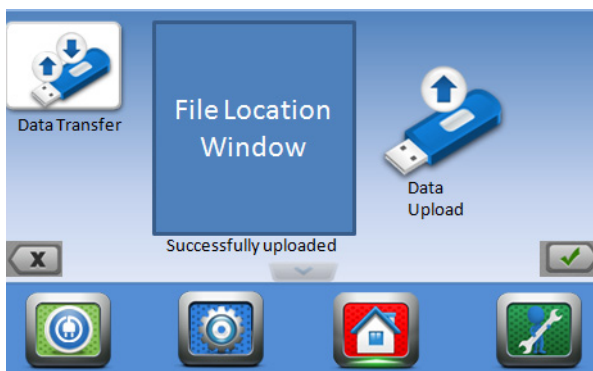 Data Transfer
File Location
Window
Data
Upload
Successfully uploaded
X